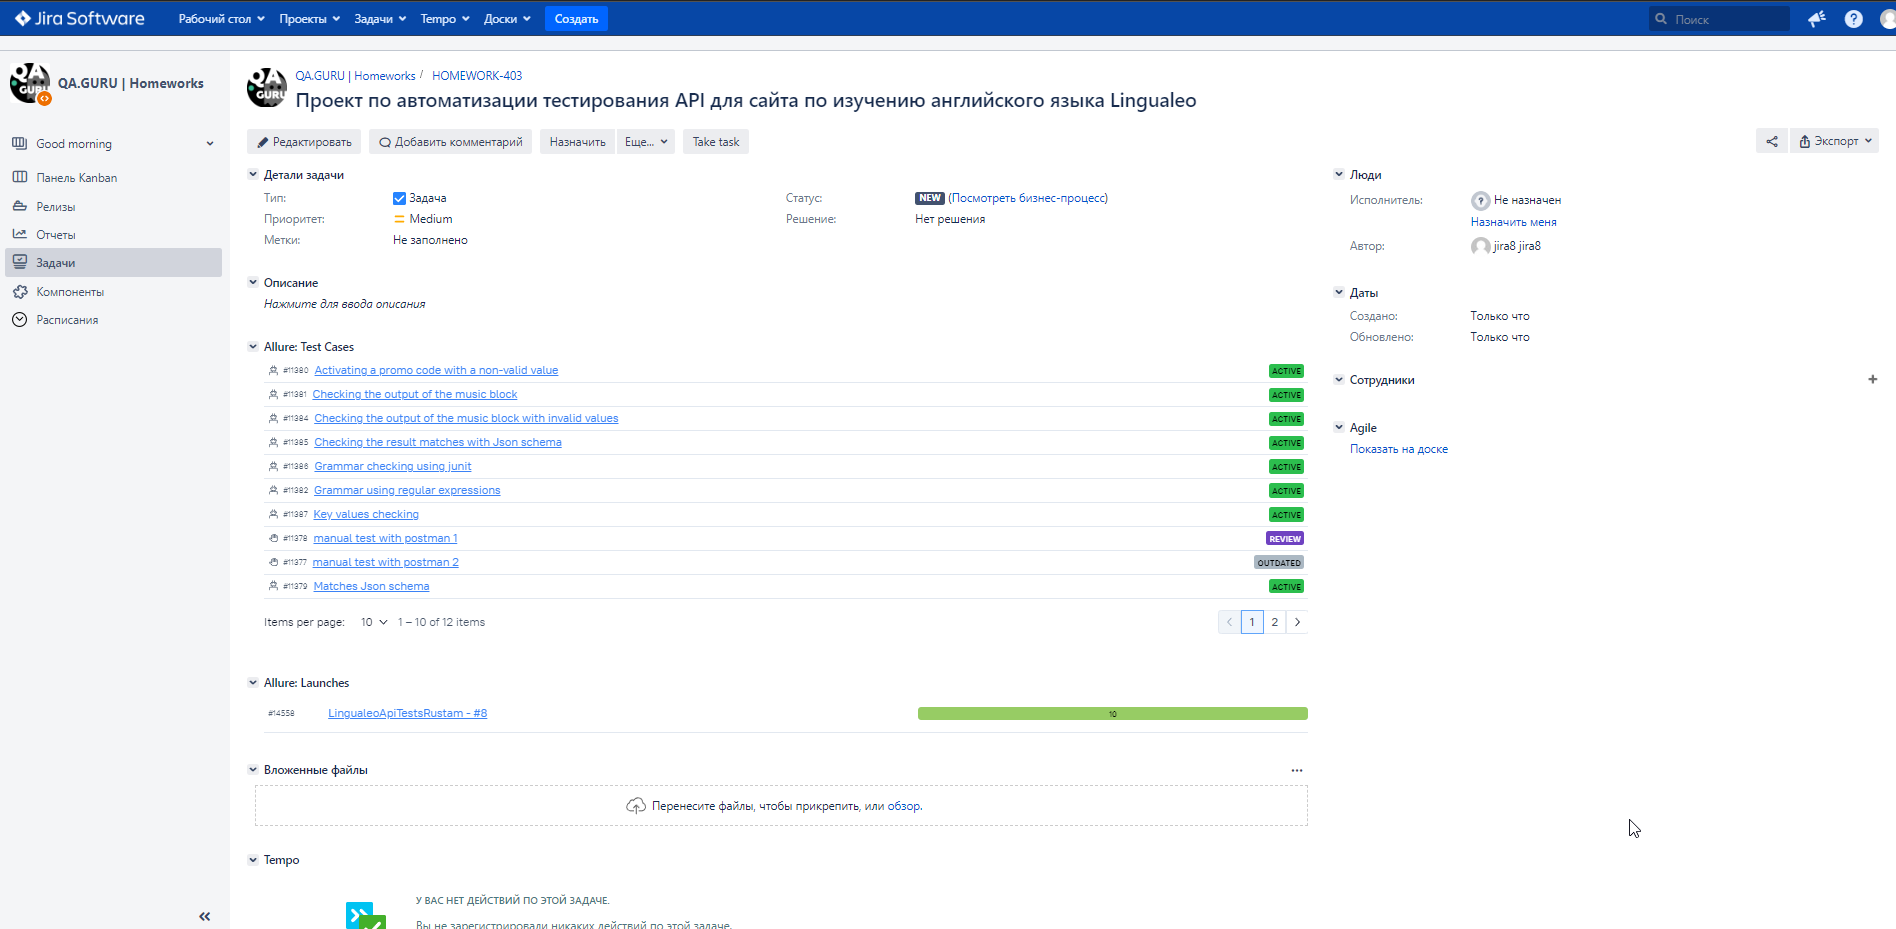 Jira Software
Рабочий стол Проекты Задачи Tempo Доски Создать Поиск
QA.GURU | Homeworks
Good morning
Панель Kanban
Релизы
Отчеты
Задачи
Компоненты
Расписания
QA.GURU | Homeworks / HOMEWORK-403
Проект по автоматизации тестирования API для сайта по изучению английского языка Lingualeo
Редактировать Добавить комментарий Назначить Еще... Take task Экспорт
Детали задачи
Тип: Задача Статус: NEW (Посмотреть бизнес-процесс)
Приоритет: Medium Решение: Нет решения
Метки: Не заполнено
Описание
Нажмите для ввода описания
Allure: Test Cases
#11380 Activating a promo code with a non-valid value ACTIVE
#11381 Checking the output of the music block ACTIVE
#11384 Checking the output of the music block with invalid values ACTIVE
#11385 Checking the result matches with Json schema ACTIVE
#11386 Grammar checking using junit ACTIVE
#11382 Grammar using regular expressions ACTIVE
#11387 Key values checking ACTIVE
#11378 manual test with postman 1 REVIEW
#11377 manual test with postman 2 OUTDATED
#11379 Matches Json schema ACTIVE
Items per page: 10 1 – 10 of 12 items 1 2
Allure: Launches
#14558 LingualeoApiTestsRustam - #8 10
Вложенные файлы
Перенесите файлы, чтобы прикрепить, или обзор.
Tempo
У ВАС НЕТ ДЕЙСТВИЙ ПО ЭТОЙ ЗАДАЧЕ.
Вы не зарегистрировали никаких действий по этой задаче.
Люди
Исполнитель: Не назначен
Назначить меня
Автор: jira8 jira8
Даты
Создано: Только что
Обновлено: Только что
Сотрудники
Agile
Показать на доске